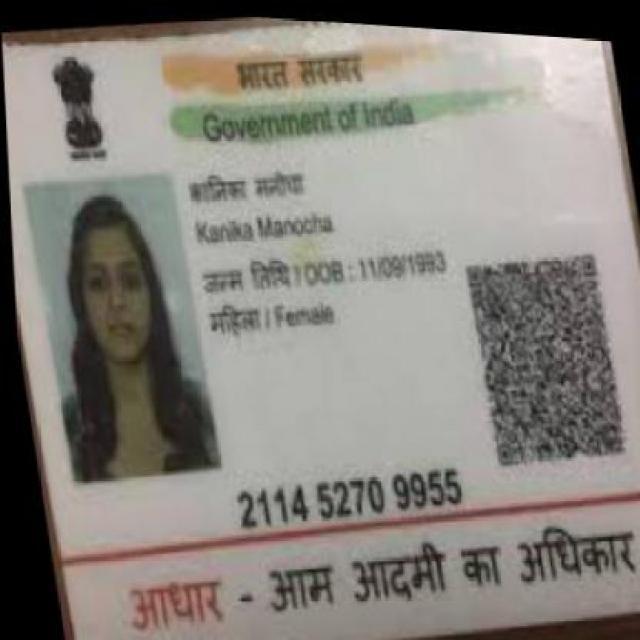 भारत सरकार
Government of India
कानिका मनोचा
Kanika Manocha
जन्म तिथि / DOB : 11/09/1993
महिला / Female
2114 5270 9955
आधार - आम आदमी का अधिकार